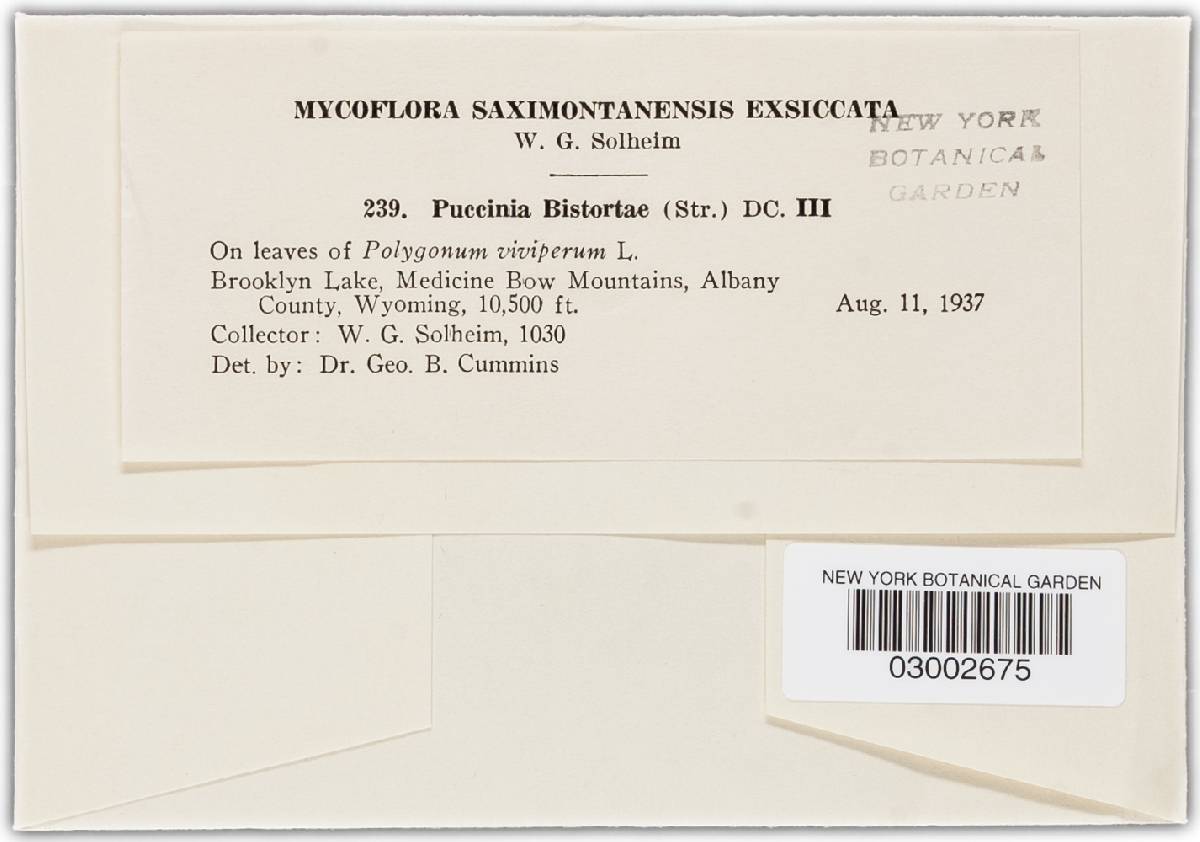 MYCOFLORA SAXIMONTANENSIS EXSICCATA
W. G. Solheim
NEW YORK
BOTANICAL
GARDEN
239. Puccinia Bistortae (Str.) DC. III
On leaves of Polygonum viviperum L.
Brooklyn Lake, Medicine Bow Mountains, Albany
County, Wyoming, 10,500 ft. Aug. 11, 1937
Collector: W. G. Solheim, 1030
Det. by: Dr. Geo. B. Cummins
NEW YORK BOTANICAL GARDEN
03002675